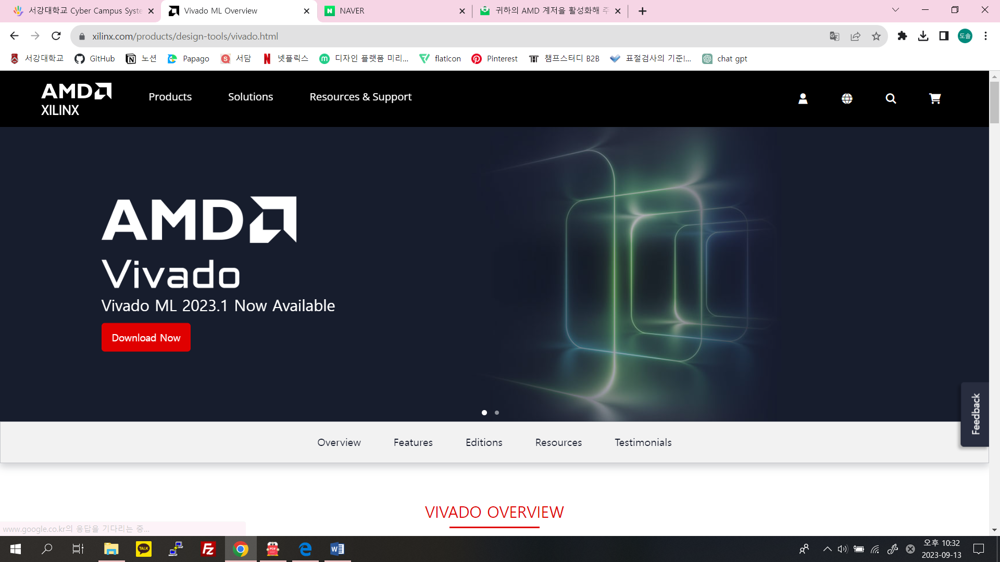 서강대학교 Cyber Campus Syste
Vivado ML Overview
NAVER
귀하의 AMD 계저을 활성화해 주
xilinx.com/products/design-tools/vivado.html
도솔
서강대학교
GitHub
노션
Papago
서담
넷플릭스
디자인 플랫폼 미리...
flaticon
Pinterest
챔프스터디 B2B
표절검사의 기준!...
chat gpt
AMD
XILINX
Products
Solutions
Resources & Support
AMD
Vivado
Vivado ML 2023.1 Now Available
Download Now
Feedback
Overview
Features
Editions
Resources
Testimonials
VIVADO OVERVIEW
www.google.co.kr의 응답을 기다리는 중...
TALK
Fz
PDF
오후 10:32
2023-09-13